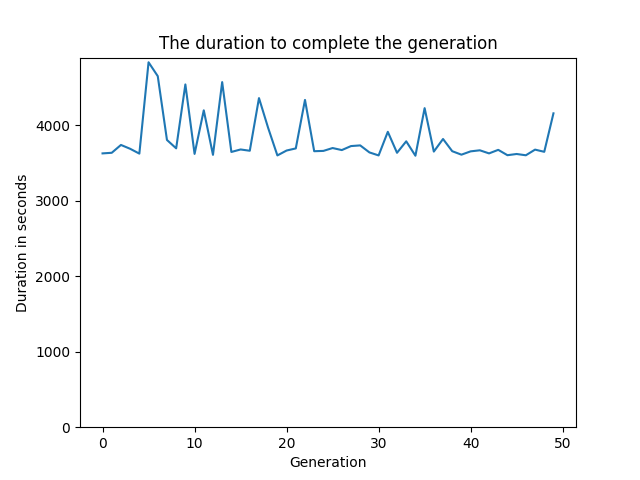 The duration to complete the generation
Duration in seconds
4000
3000
2000
1000
0
0 10 20 30 40 50
Generation